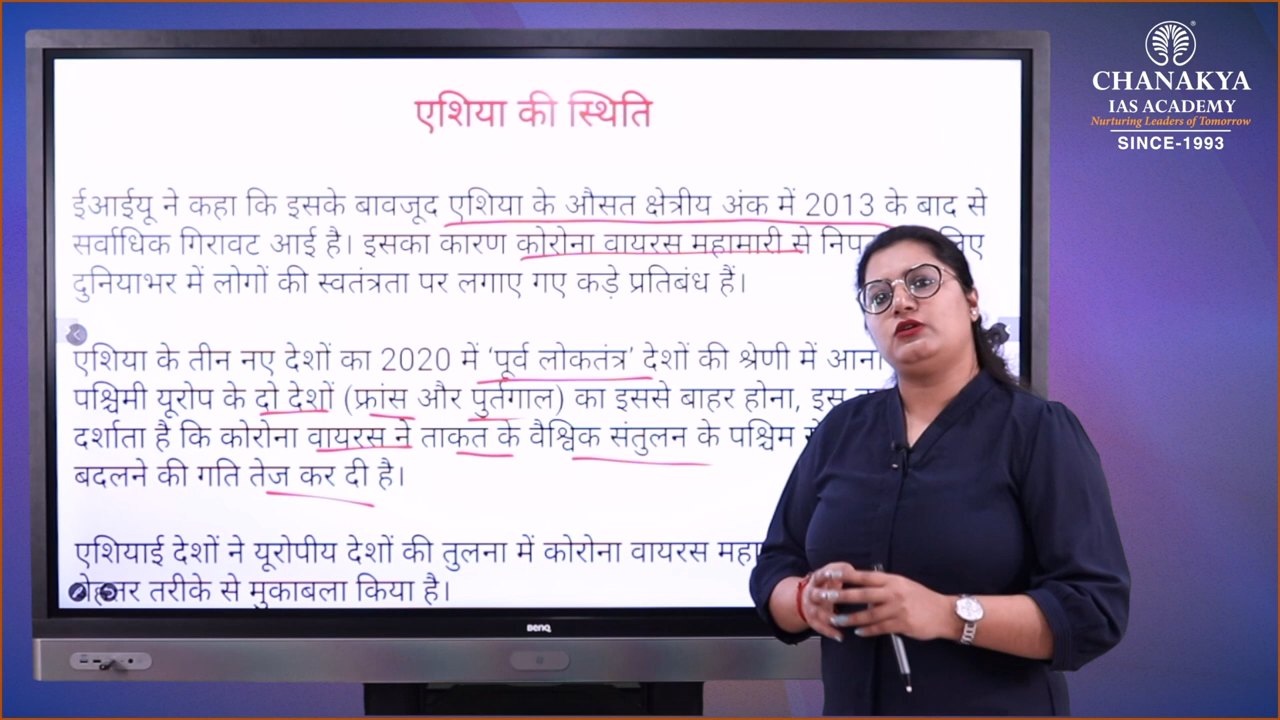 CHANAKYA
IAS ACADEMY
Nurturing Leaders of Tomorrow
SINCE-1993
एशिया की स्थिति
ईआईयू ने कहा कि इसके बावजूद एशिया के औसत क्षेत्रीय अंक में 2013 के बाद से
सर्वाधिक गिरावट आई है। इसका कारण कोरोना वायरस महामारी से
दुनियाभर में लोगों की स्वतंत्रता पर लगाए गए कड़े प्रतिबंध हैं।
एशिया के तीन नए देशों का 2020 में ‘पूर्व लोकतंत्र’ देशों की श्रेणी में आना
पश्चिमी यूरोप के दो देशों (फ्रांस और पुर्तगाल) का इससे बाहर होना, इस
दर्शाता है कि कोरोना वायरस ने ताकत के वैश्विक संतुलन के पश्चिम
बदलने की गति तेज कर दी है।
एशियाई देशों ने यूरोपीय देशों की तुलना में कोरोना वायरस
तरीके से मुकाबला किया है।
BenQ